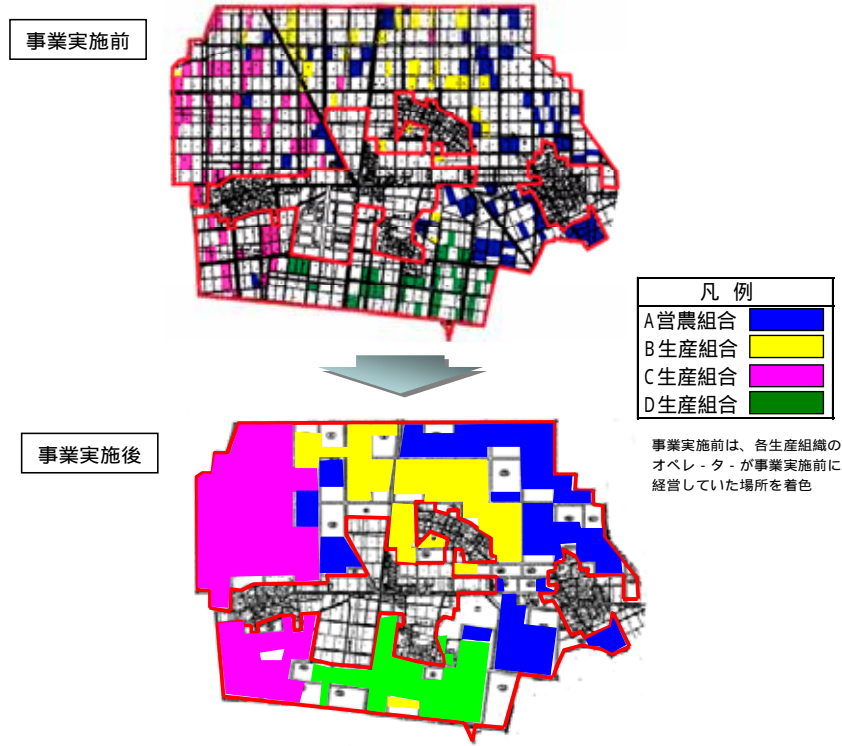 事業実施前
凡 例
A営農組合
B生産組合
C生産組合
D生産組合
事業実施後
事業実施前は、各生産組織の
オペレ‐タ‐が事業実施前に
経営していた場所を着色